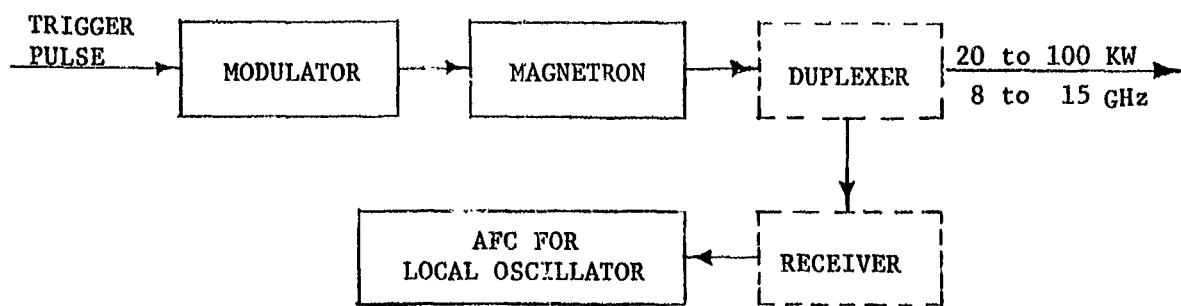 TRIGGER
PULSE
MODULATOR
MAGNETRON
DUPLEXER
20 to 100 KW
8 to 15 GHz
AFC FOR
LOCAL OSCILLATOR
RECEIVER